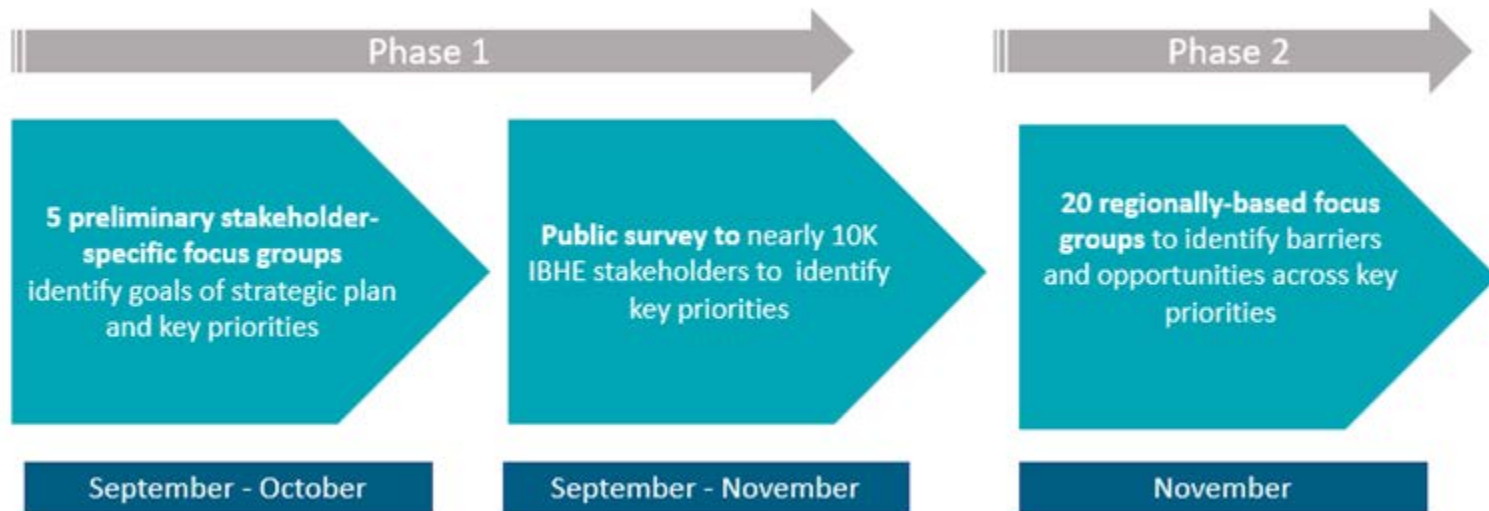 Phase 1
Phase 2
5 preliminary stakeholder-
specific focus groups
identify goals of strategic plan
and key priorities
Public survey to nearly 10K
IBHE stakeholders to identify
key priorities
20 regionally-based focus
groups to identify barriers
and opportunities across key
priorities
September - October
September - November
November